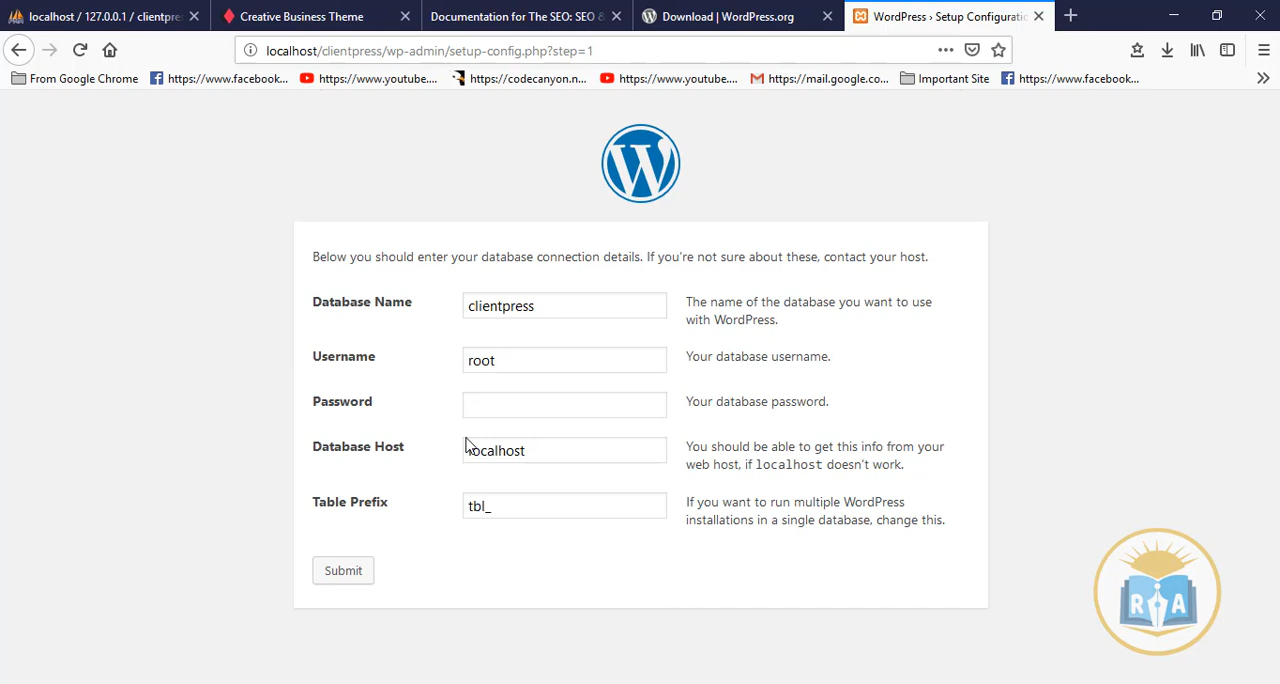 localhost / 127.0.0.1 / clientpre
Creative Business Theme
Documentation for The SEO: SEO &
Download | WordPress.org
WordPress › Setup Configuratio
localhost/clientpress/wp-admin/setup-config.php?step=1
From Google Chrome
https://www.facebook...
https://www.youtube....
https://codecanyon.n...
https://www.youtube....
https://mail.google.co...
Important Site
https://www.facebook...
W
Below you should enter your database connection details. If you're not sure about these, contact your host.
Database Name
clientpress
The name of the database you want to use
with WordPress.
Username
root
Your database username.
Password
Your database password.
Database Host
localhost
You should be able to get this info from your
web host, if localhost doesn't work.
Table Prefix
tbl_
If you want to run multiple WordPress
installations in a single database, change this.
Submit
R A